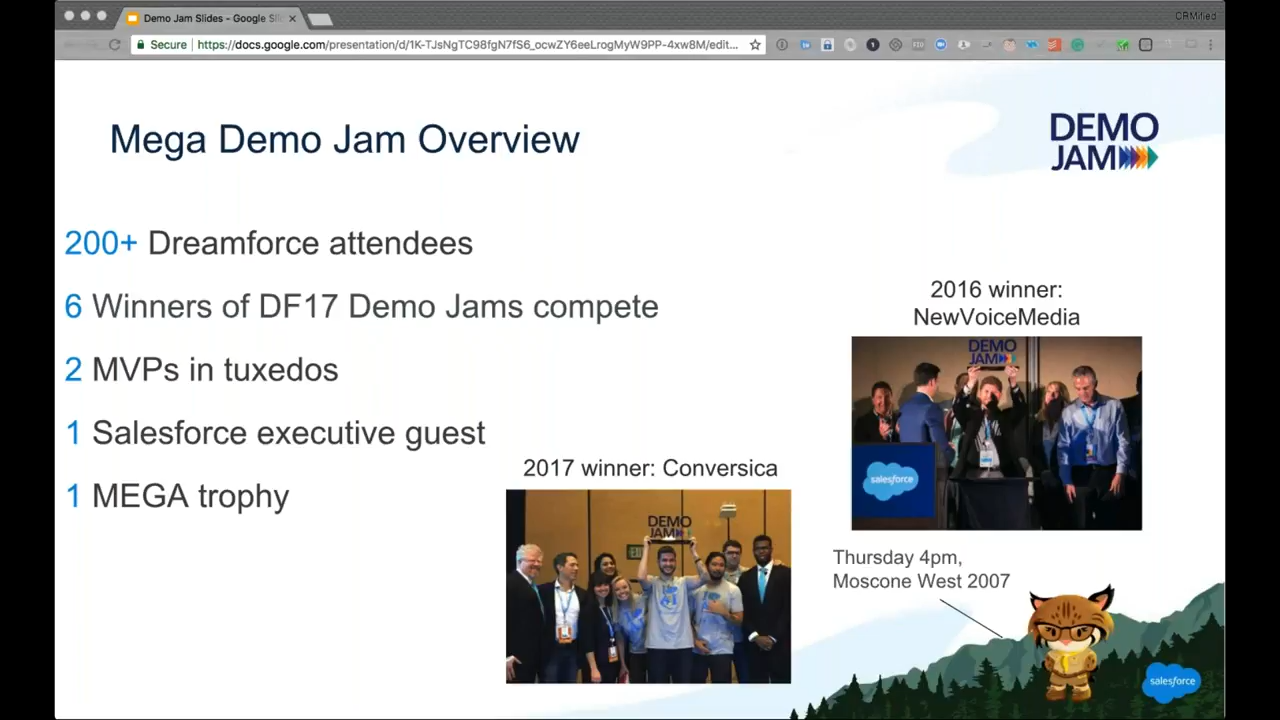 Demo Jam Slides - Google Sli
CRMified
Secure
https://docs.google.com/presentation/d/1K-TJsNgTC98fgN7fS6_ocwZY6eeLrogMyW9PP-4xw8M/edit...
Mega Demo Jam Overview
DEMO
JAM
200+ Dreamforce attendees
6 Winners of DF17 Demo Jams compete
2 MVPs in tuxedos
1 Salesforce executive guest
1 MEGA trophy
2016 winner:
NewVoiceMedia
DEMO
JAM
salesforce
2017 winner: Conversica
DEMO
JAM
Thursday 4pm,
Moscone West 2007
salesforce